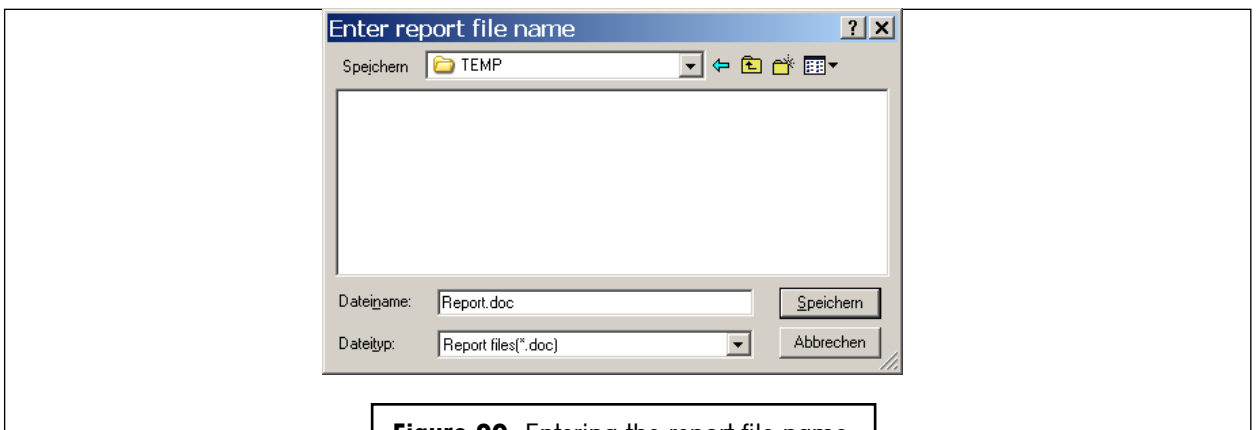 Enter report file name
Speichern TEMP
Dateiname: Report.doc Speichern
Dateityp: Report files(*.doc) Abbrechen
Entering the report file name